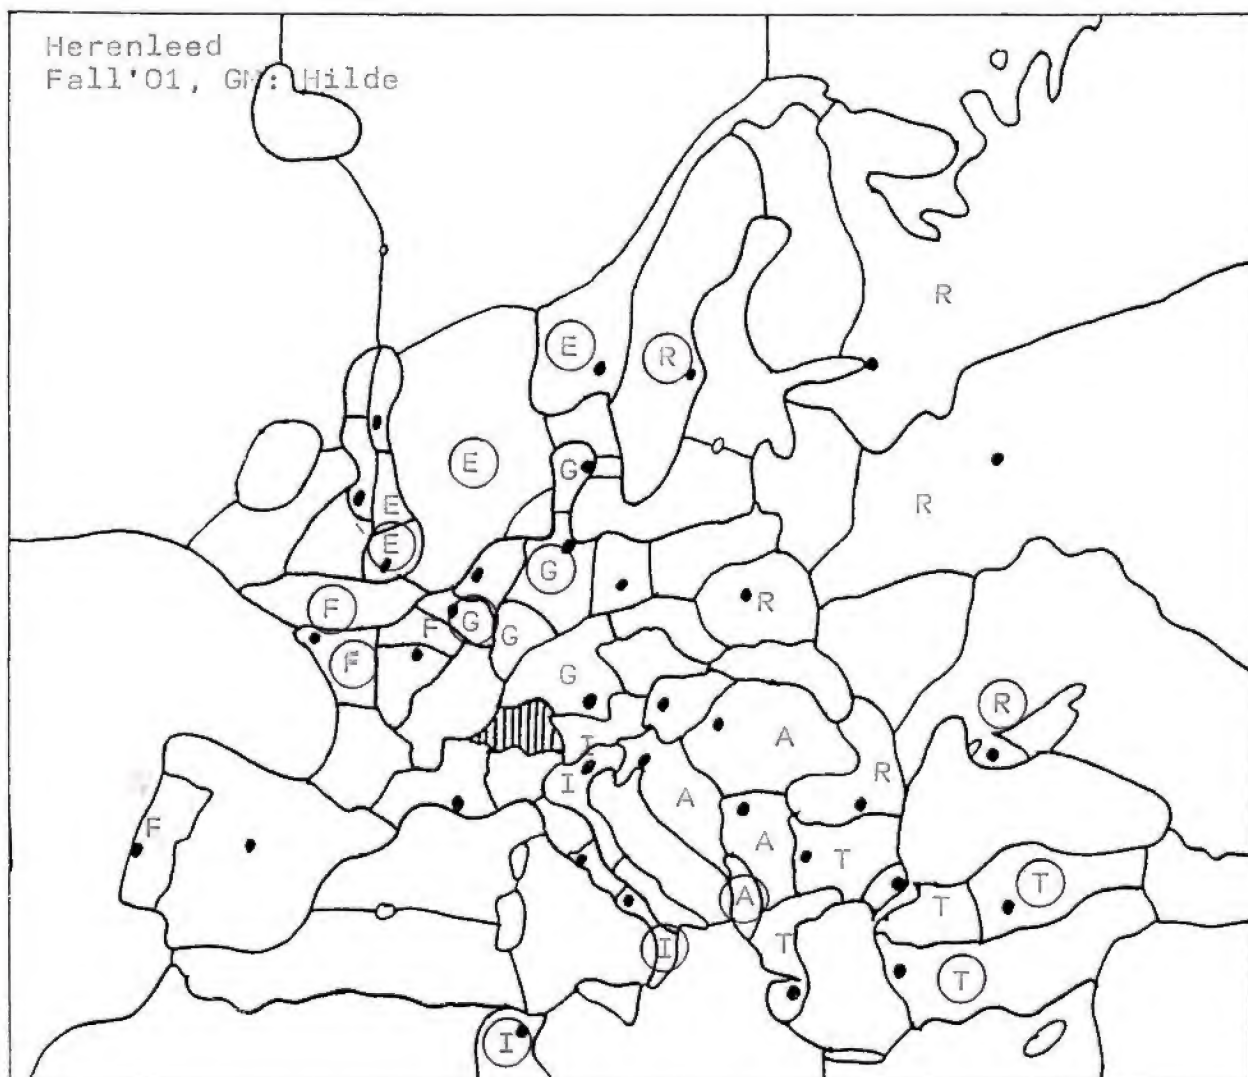 Herenleed
Fall'01, GM: Hilde
R
E R
E G
E R
E
G
F R
F G G
F G
R
I A
I R
A
F A T
A T T
I T
T
I